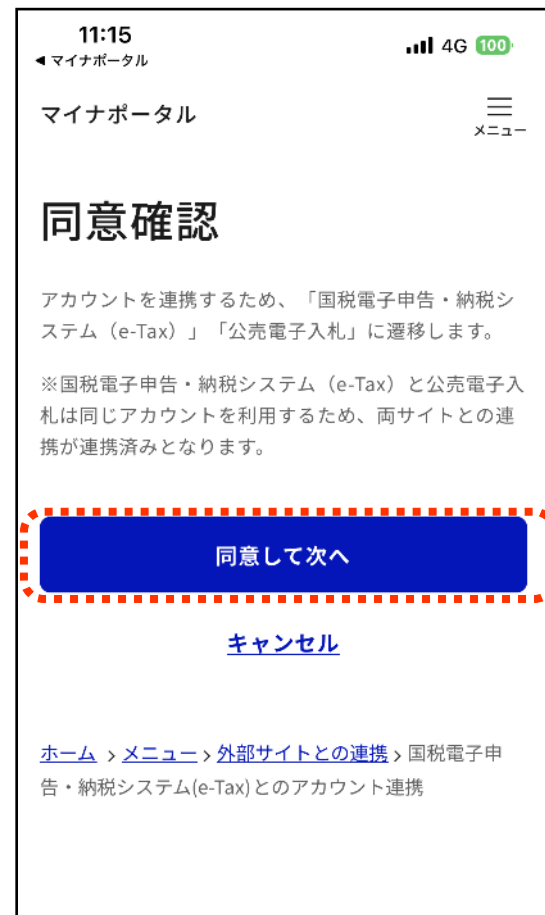 11:15
4G 100
◀ マイナポータル
マイナポータル
メニュー
同意確認
アカウントを連携するため、「国税電子申告・納税シ
ステム（e-Tax）」「公売電子入札」に遷移します。
※国税電子申告・納税システム（e-Tax）と公売電子入
札は同じアカウントを利用するため、両サイトとの連
携が連携済みとなります。
同意して次へ
キャンセル
ホーム > メニュー > 外部サイトとの連携 > 国税電子申
告・納税システム(e-Tax)とのアカウント連携